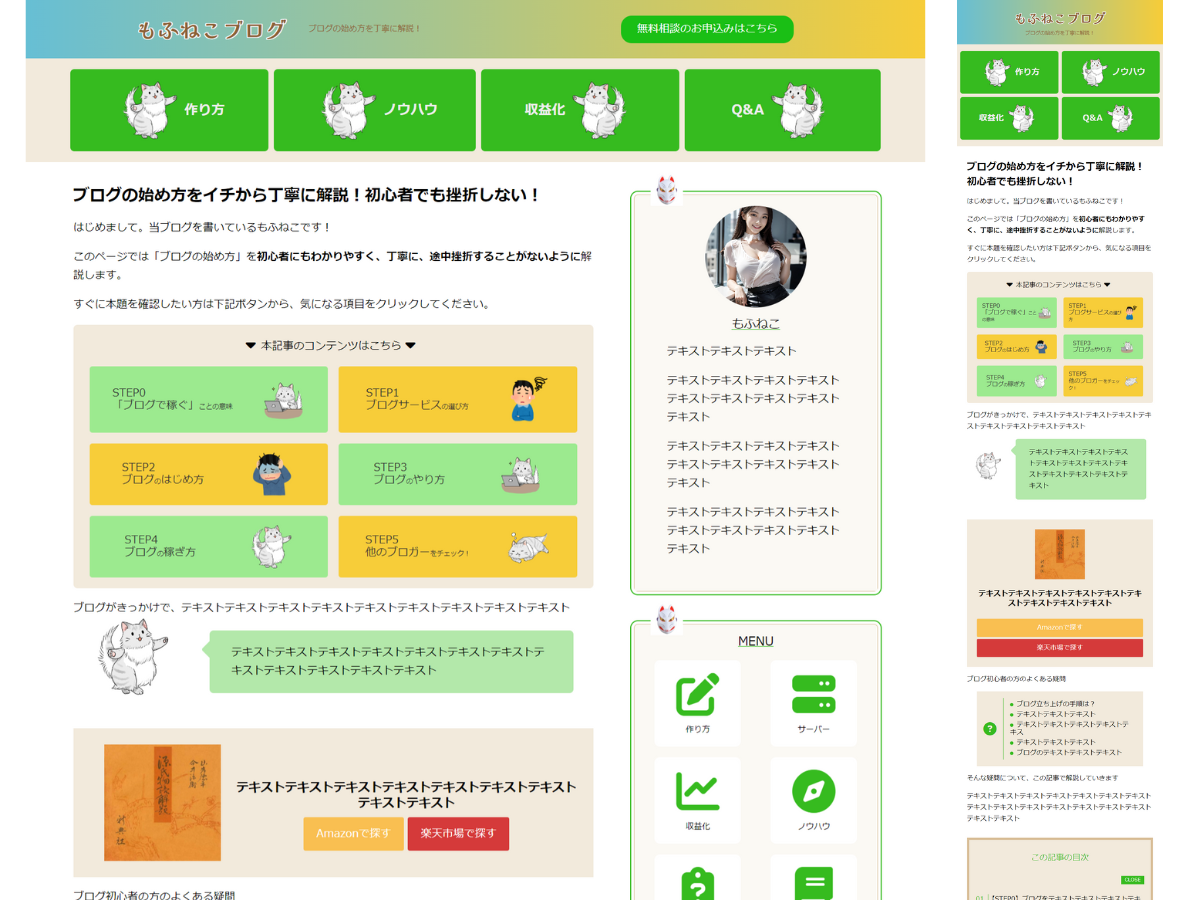 もふねこブログ
ブログの始め方を丁寧に解説！
無料相談のお申込みはこちら
作り方
ノウハウ
収益化
Q&A
ブログの始め方をイチから丁寧に解説！初心者でも挫折しない！
はじめまして。当ブログを書いているもふねこです！
このページでは「ブログの始め方」を初心者にもわかりやすく、丁寧に、途中挫折することがないように解
説します。
すぐに本題を確認したい方は下記ボタンから、気になる項目をクリックしてください。
本記事のコンテンツはこちら
STEP0
「ブログで稼ぐ」ことの意味
STEP1
ブログサービスの選び方
STEP2
ブログのはじめ方
STEP3
ブログのやり方
STEP4
ブログの稼ぎ方
STEP5
他のブロガーをチェック！
ブログがきっかけで、テキストテキストテキストテキストテキストテキストテキストテキストテキスト
テキストテキストテキストテキストテキストテキストテキストテ
キストテキストテキストテキストテキスト
テキストテキストテキストテキストテキストテキストテキスト
テキストテキスト
Amazonで探す
楽天市場で探す
ブログ初心者の方のよくある疑問
もふねこ
テキストテキストテキスト
テキストテキストテキストテキスト
テキストテキストテキストテキスト
テキスト
テキストテキストテキストテキスト
テキストテキストテキストテキスト
テキスト
テキストテキストテキストテキスト
テキストテキストテキストテキスト
テキスト
MENU
作り方
サーバー
収益化
ノウハウ
もふねこブログ
ブログの始め方を丁寧に解説！
作り方
ノウハウ
収益化
Q&A
ブログの始め方をイチから丁寧に解説！
初心者でも挫折しない！
はじめまして。当ブログを書いているもふねこです！
このページでは「ブログの始め方」を初心者にもわかりやす
く、丁寧に、途中挫折することがないように解説します。
すぐに本題を確認したい方は下記ボタンから、気になる項目を
クリックしてください。
本記事のコンテンツはこちら
STEP0
「ブログで稼ぐ」こと
の意味
STEP1
ブログサービスの選び
方
STEP2
ブログのはじめ方
STEP3
ブログのやり方
STEP4
ブログの稼ぎ方
STEP5
他のブロガーをチェッ
ク！
ブログがきっかけで、テキストテキストテキストテキストテキ
ストテキストテキストテキストテキスト
テキストテキストテキストテキス
トテキストテキストテキストテキ
ストテキストテキストテキストテ
キスト
テキストテキストテキストテキストテキストテキ
ストテキストテキストテキスト
Amazonで探す
楽天市場で探す
ブログ初心者の方のよくある疑問
ブログ立ち上げの手順は？
テキストテキストテキスト
テキストテキストテキストテキストテ
キス
テキストテキストテキスト
ブログのテキストテキストテキスト
そんな疑問について、この記事で解説していきます
テキストテキストテキストテキストテキストテキストテキスト
テキストテキストテキストテキストテキストテキストテキスト
テキストテキスト
この記事の目次
CLOSE